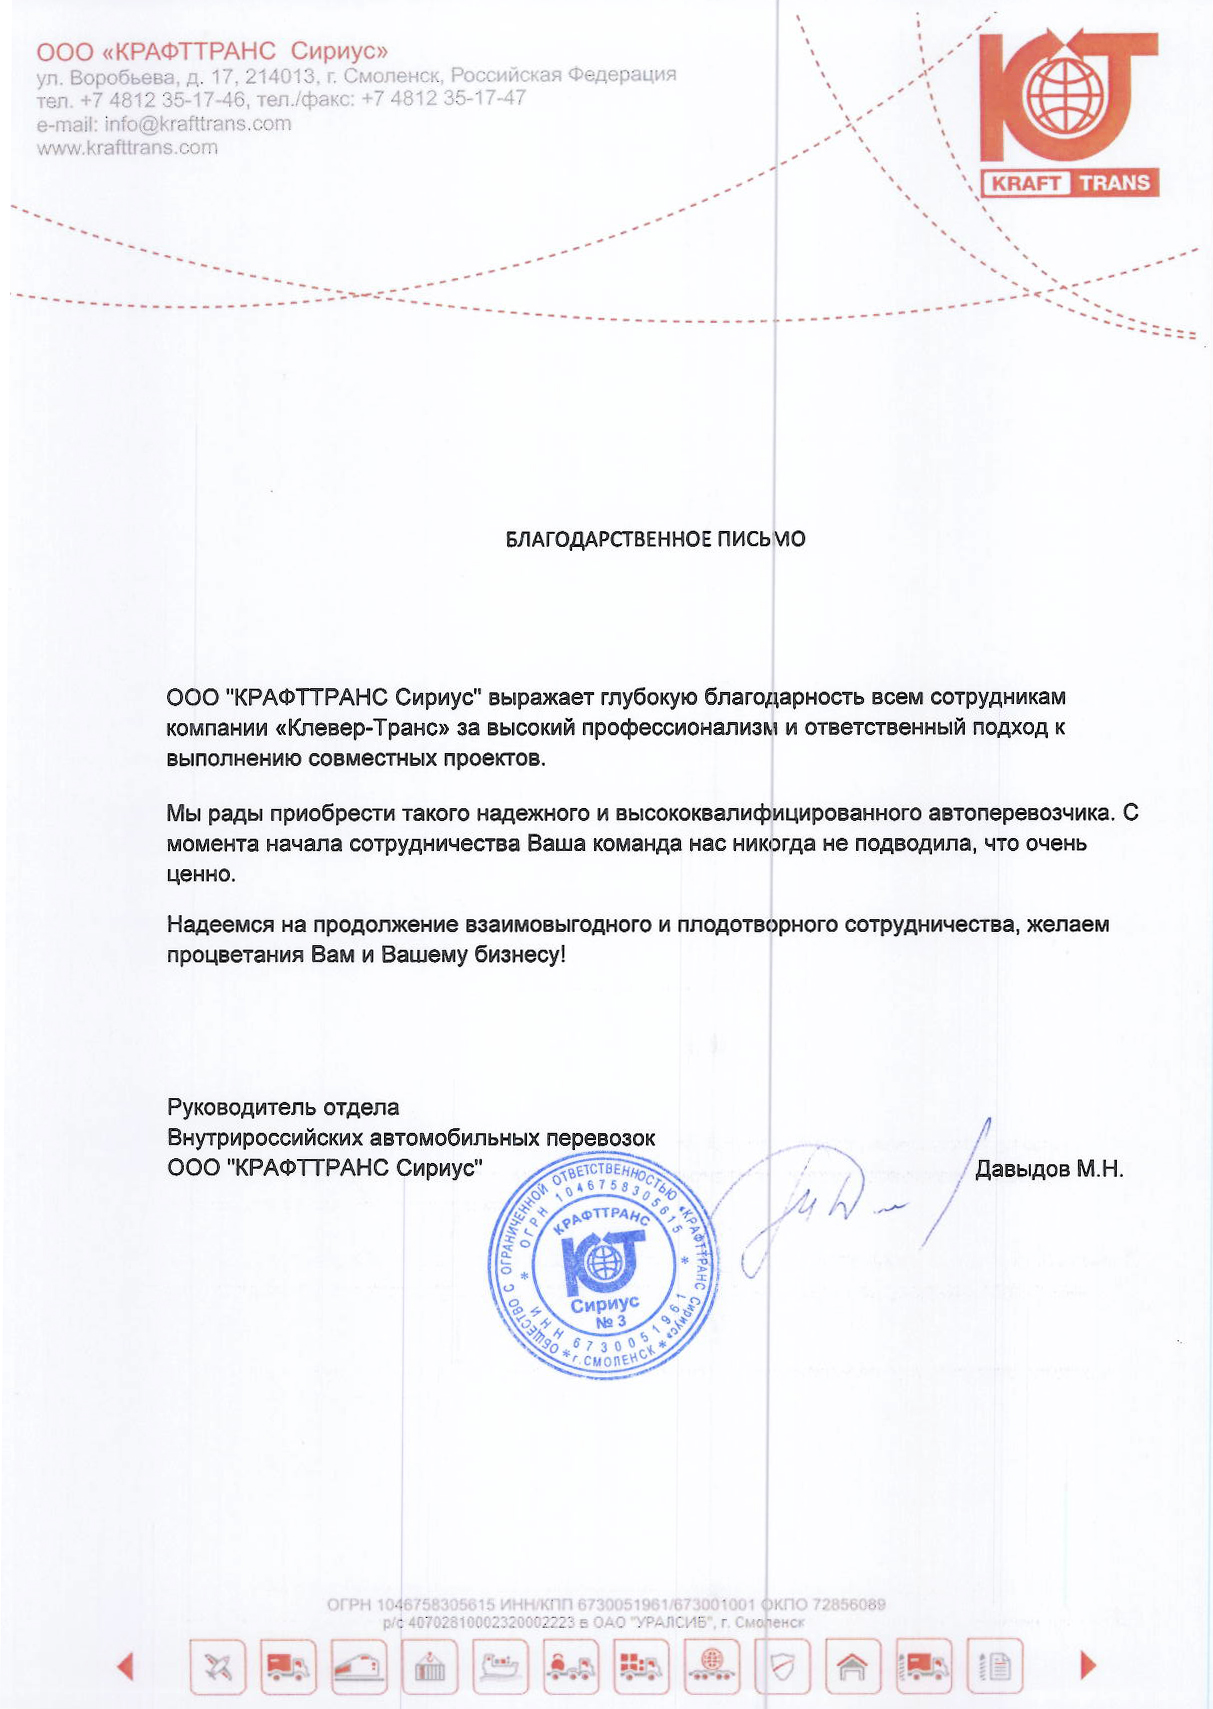 ООО «КРАФТТРАНС Сириус»
ул. Воробьева, д. 17, 214013, г. Смоленск, Российская Федерация
тел. +7 4812 35-17-46, тел./факс: +7 4812 35-17-47
e-mail: info@krafttrans.com
www.krafttrans.com
KRAFT TRANS
БЛАГОДАРСТВЕННОЕ ПИСЬМО
ООО "КРАФТТРАНС Сириус" выражает глубокую благодарность всем сотрудникам
компании «Клевер-Транс» за высокий профессионализм и ответственный подход к
выполнению совместных проектов.
Мы рады приобрести такого надежного и высококвалифицированного автоперевозчика. С
момента начала сотрудничества Ваша команда нас никогда не подводила, что очень
ценно.
Надеемся на продолжение взаимовыгодного и плодотворного сотрудничества, желаем
процветания Вам и Вашему бизнесу!
Руководитель отдела
Внутрироссийских автомобильных перевозок
ООО "КРАФТТРАНС Сириус"
Давыдов М.Н.
ОБЩЕСТВО С ОГРАНИЧЕННОЙ ОТВЕТСТВЕННОСТЬЮ «КРАФТТРАНС Сириус»
* г. СМОЛЕНСК *
* ОГРН 1046758305615 *
ИНН 6730051961
КРАФТТРАНС
КТ
Сириус
№ 3
ОГРН 1046758305615 ИНН/КПП 6730051961/673001001 ОКПО 72856089
р/с 40702810002320002223 в ОАО "УРАЛСИБ", г. Смоленск